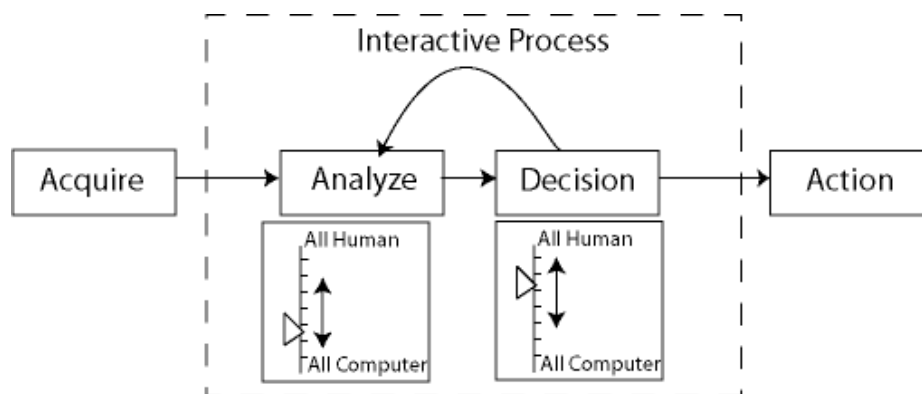 Interactive Process
Acquire
Analyze
Decision
Action
All Human
All Computer
All Human
All Computer